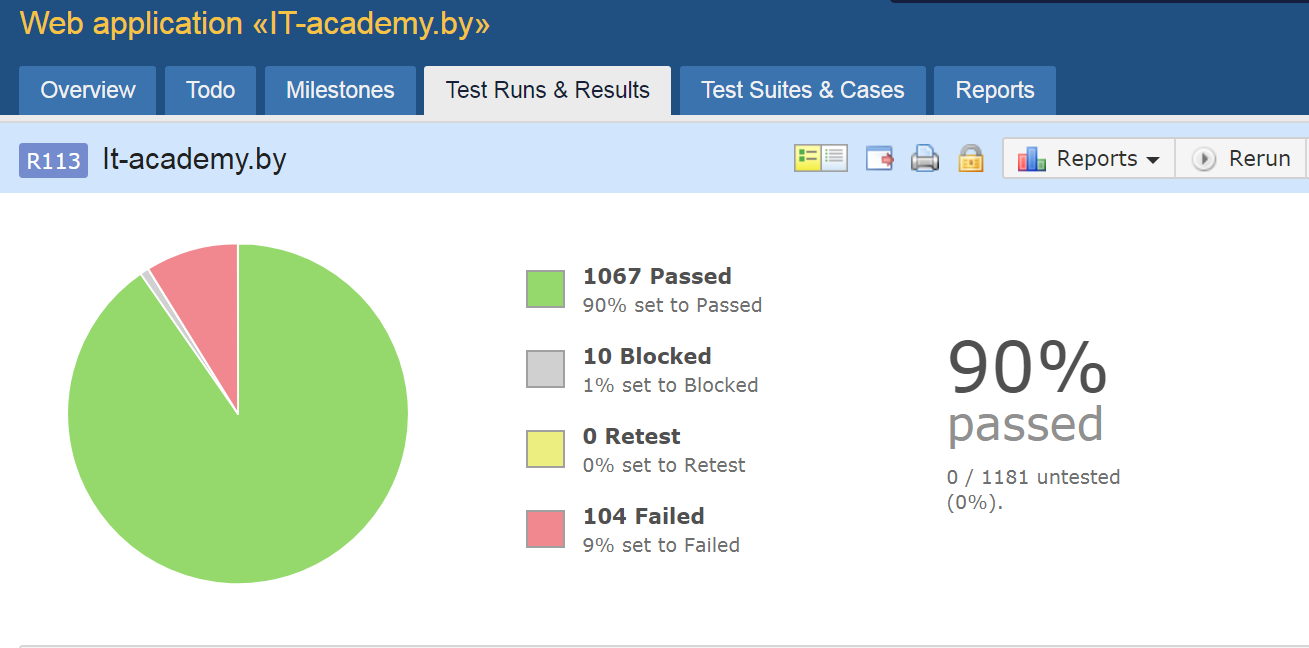 Web application «IT-academy.by»
Overview Todo Milestones Test Runs & Results Test Suites & Cases Reports
R113 It-academy.by Reports Rerun
1067 Passed
90% set to Passed
10 Blocked
1% set to Blocked
0 Retest
0% set to Retest
104 Failed
9% set to Failed
90%
passed
0 / 1181 untested
(0%).